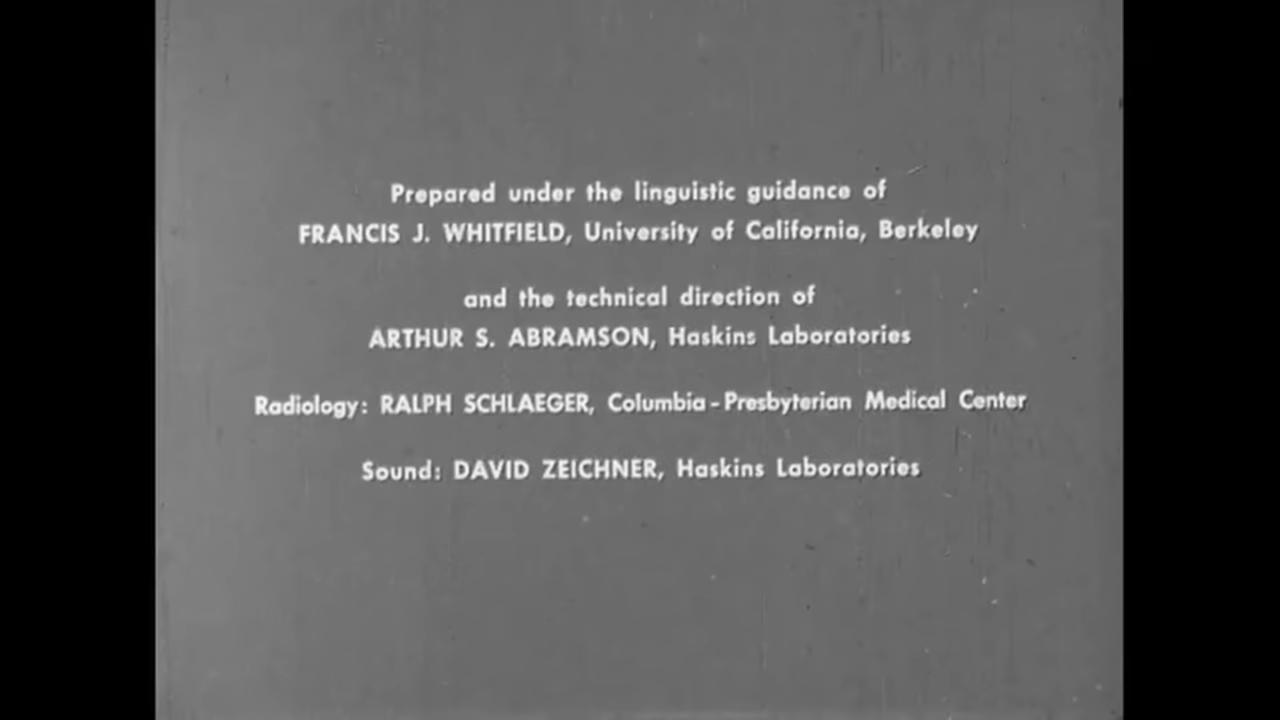 Prepared under the linguistic guidance of
FRANCIS J. WHITFIELD, University of California, Berkeley
and the technical direction of
ARTHUR S. ABRAMSON, Haskins Laboratories
Radiology: RALPH SCHLAEGER, Columbia-Presbyterian Medical Center
Sound: DAVID ZEICHNER, Haskins Laboratories